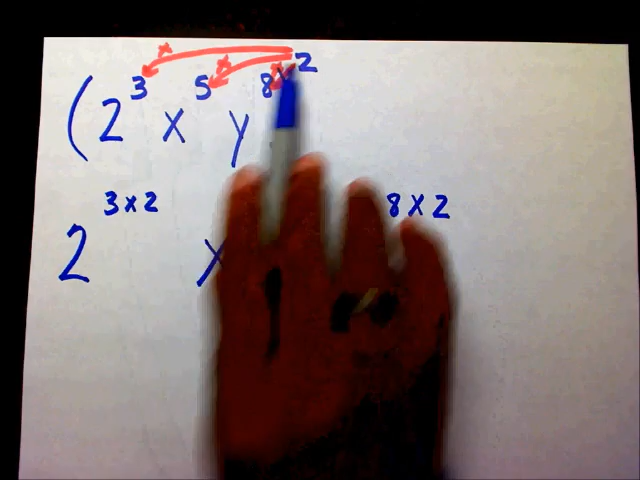 (2³ x⁵ y⁸)²
2³ˣ² x 8x2